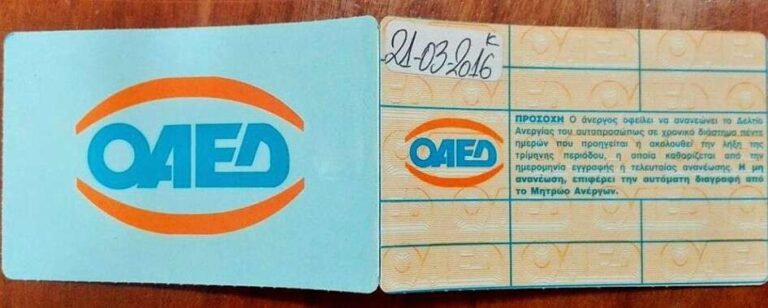 ΟΑΕΔ
21-03-2016 κ
ΟΑΕΔ
ΠΡΟΣΟΧΗ Ο άνεργος οφείλει να ανανεώνει το Δελτίο
Ανεργίας του αυτοπροσώπως σε χρονικό διάστημα πέντε
ημερών που προηγείται ή ακολουθεί την λήξη της
τρίμηνης περιόδου, η οποία καθορίζεται από την
ημερομηνία εγγραφής ή τελευταίας ανανέωσης. Η μη
ανανέωση, επιφέρει την αυτόματη διαγραφή από
το Μητρώο Ανέργων.